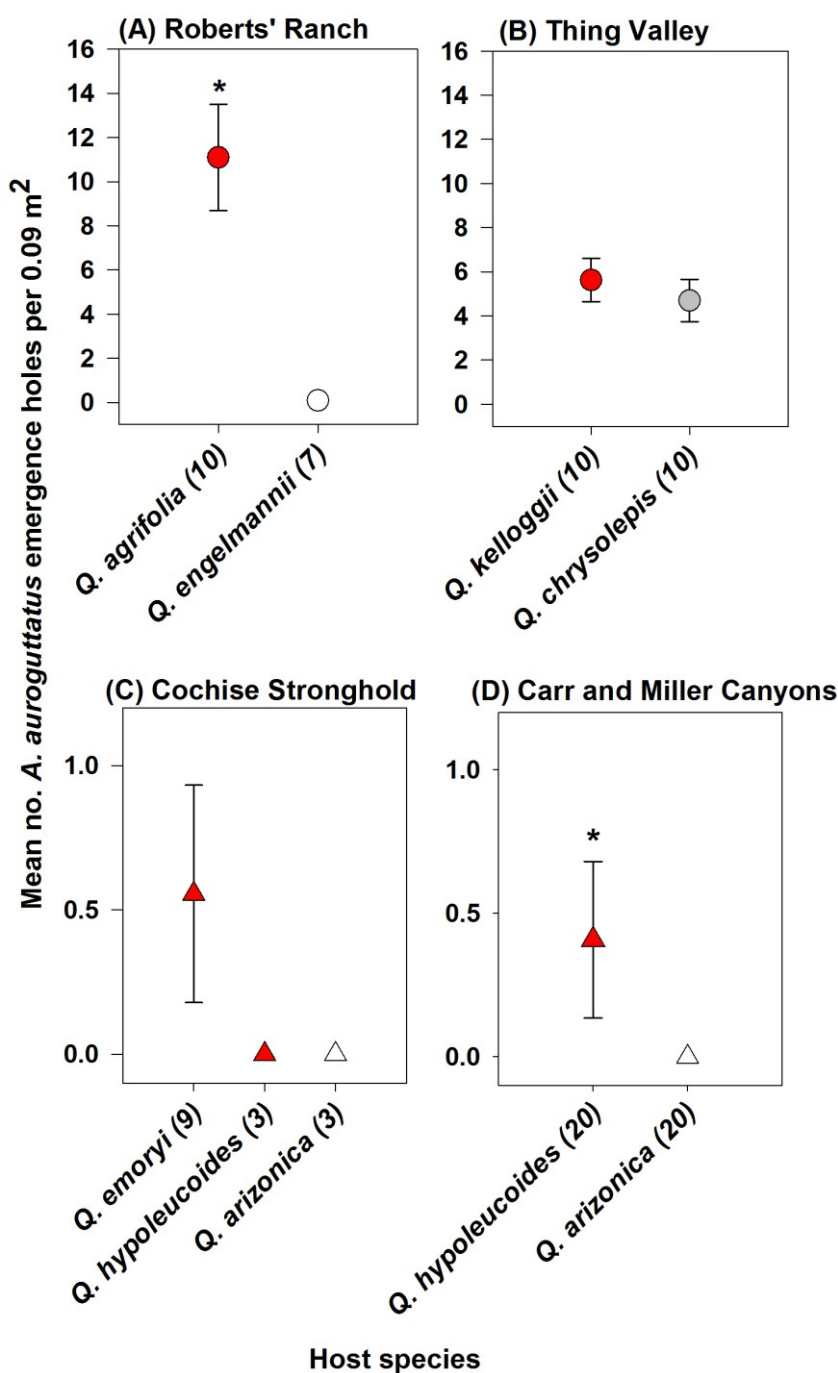 Mean no. A. auroguttatus emergence holes per 0.09 m²
(A) Roberts' Ranch
16
14
12
10
8
6
4
2
0
*
Q. agrifolia (10)
Q. engelmannii (7)
(B) Thing Valley
16
14
12
10
8
6
4
2
0
Q. kelloggii (10)
Q. chrysolepis (10)
(C) Cochise Stronghold
1.0
0.5
0.0
Q. emoryi (9)
Q. hypoleucoides (3)
Q. arizonica (3)
(D) Carr and Miller Canyons
1.0
0.5
0.0
*
Q. hypoleucoides (20)
Q. arizonica (20)
Host species